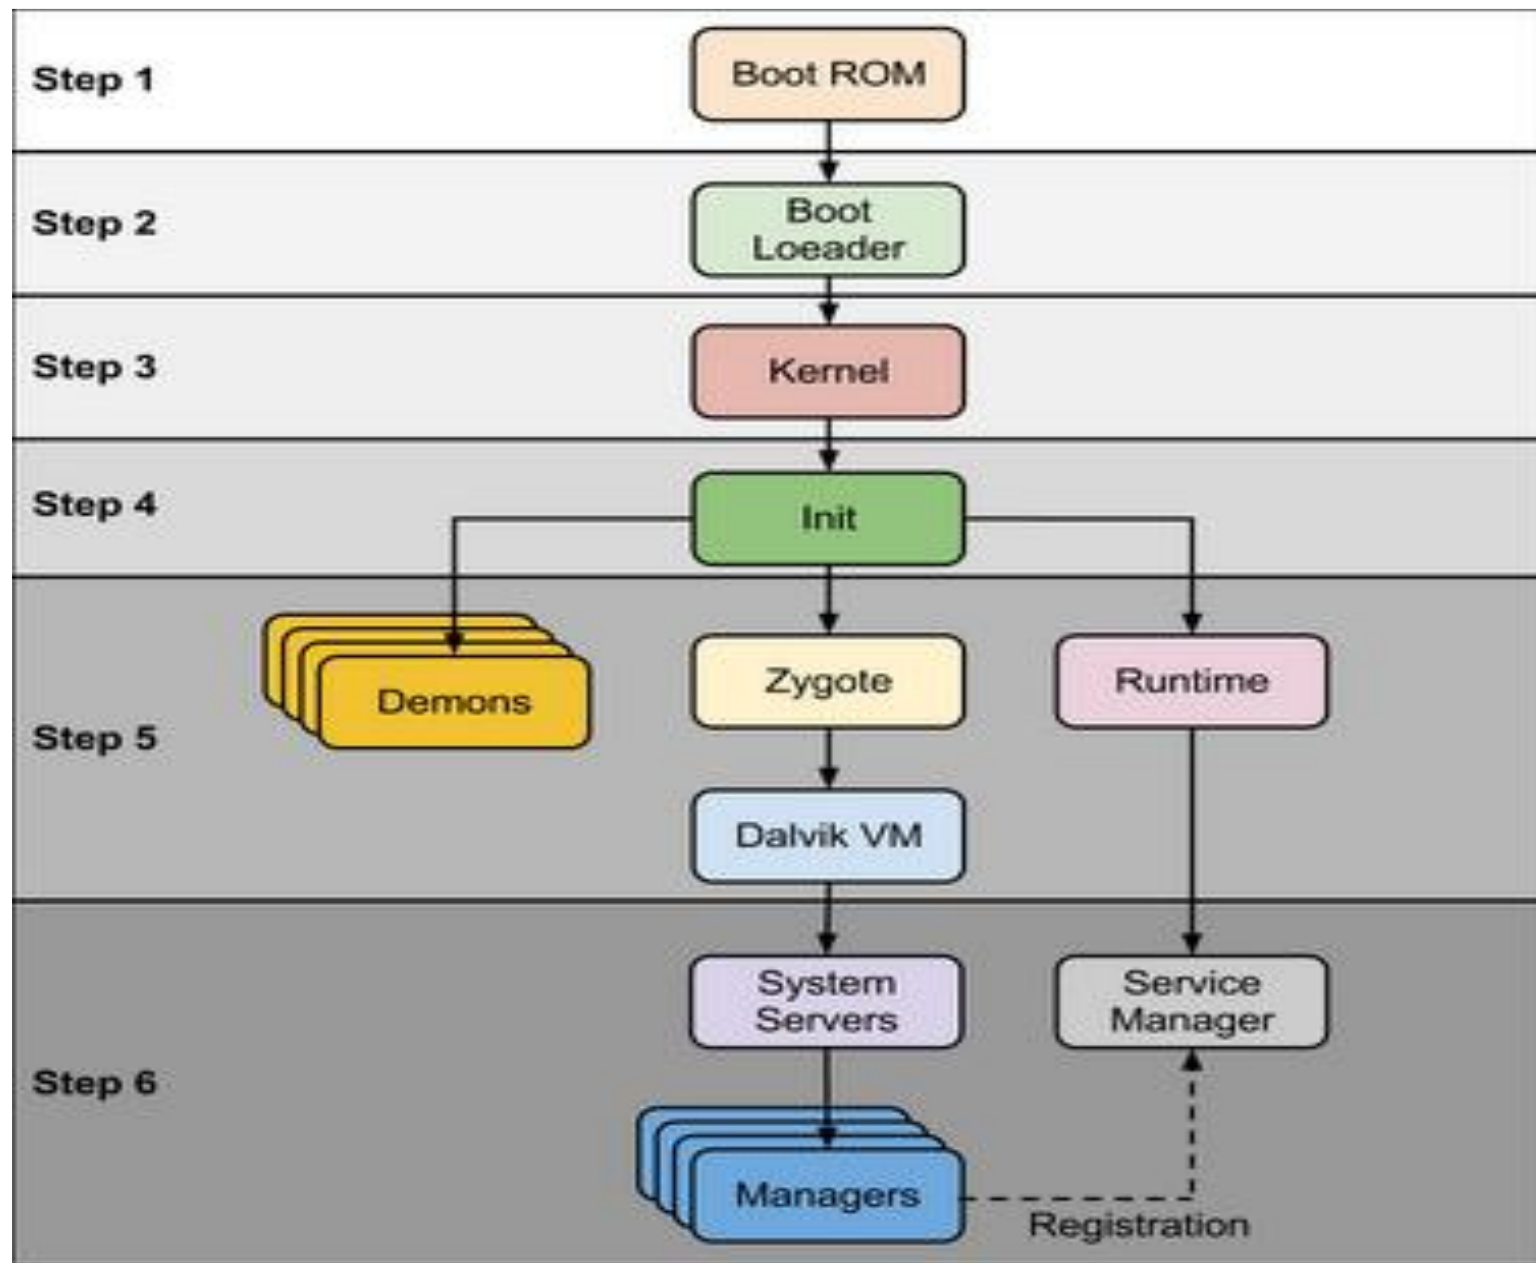 Step 1
Boot ROM
Step 2
Boot
Loeader
Step 3
Kernel
Step 4
Init
Step 5
Demons
Zygote
Runtime
Dalvik VM
Step 6
System
Servers
Service
Manager
Managers
Registration